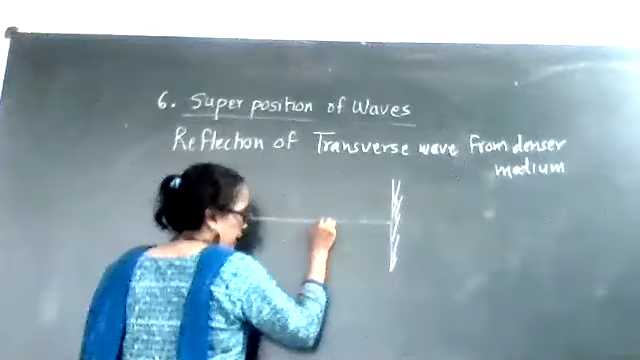 6. Super position of Waves
Reflection of Transverse wave From denser
medium